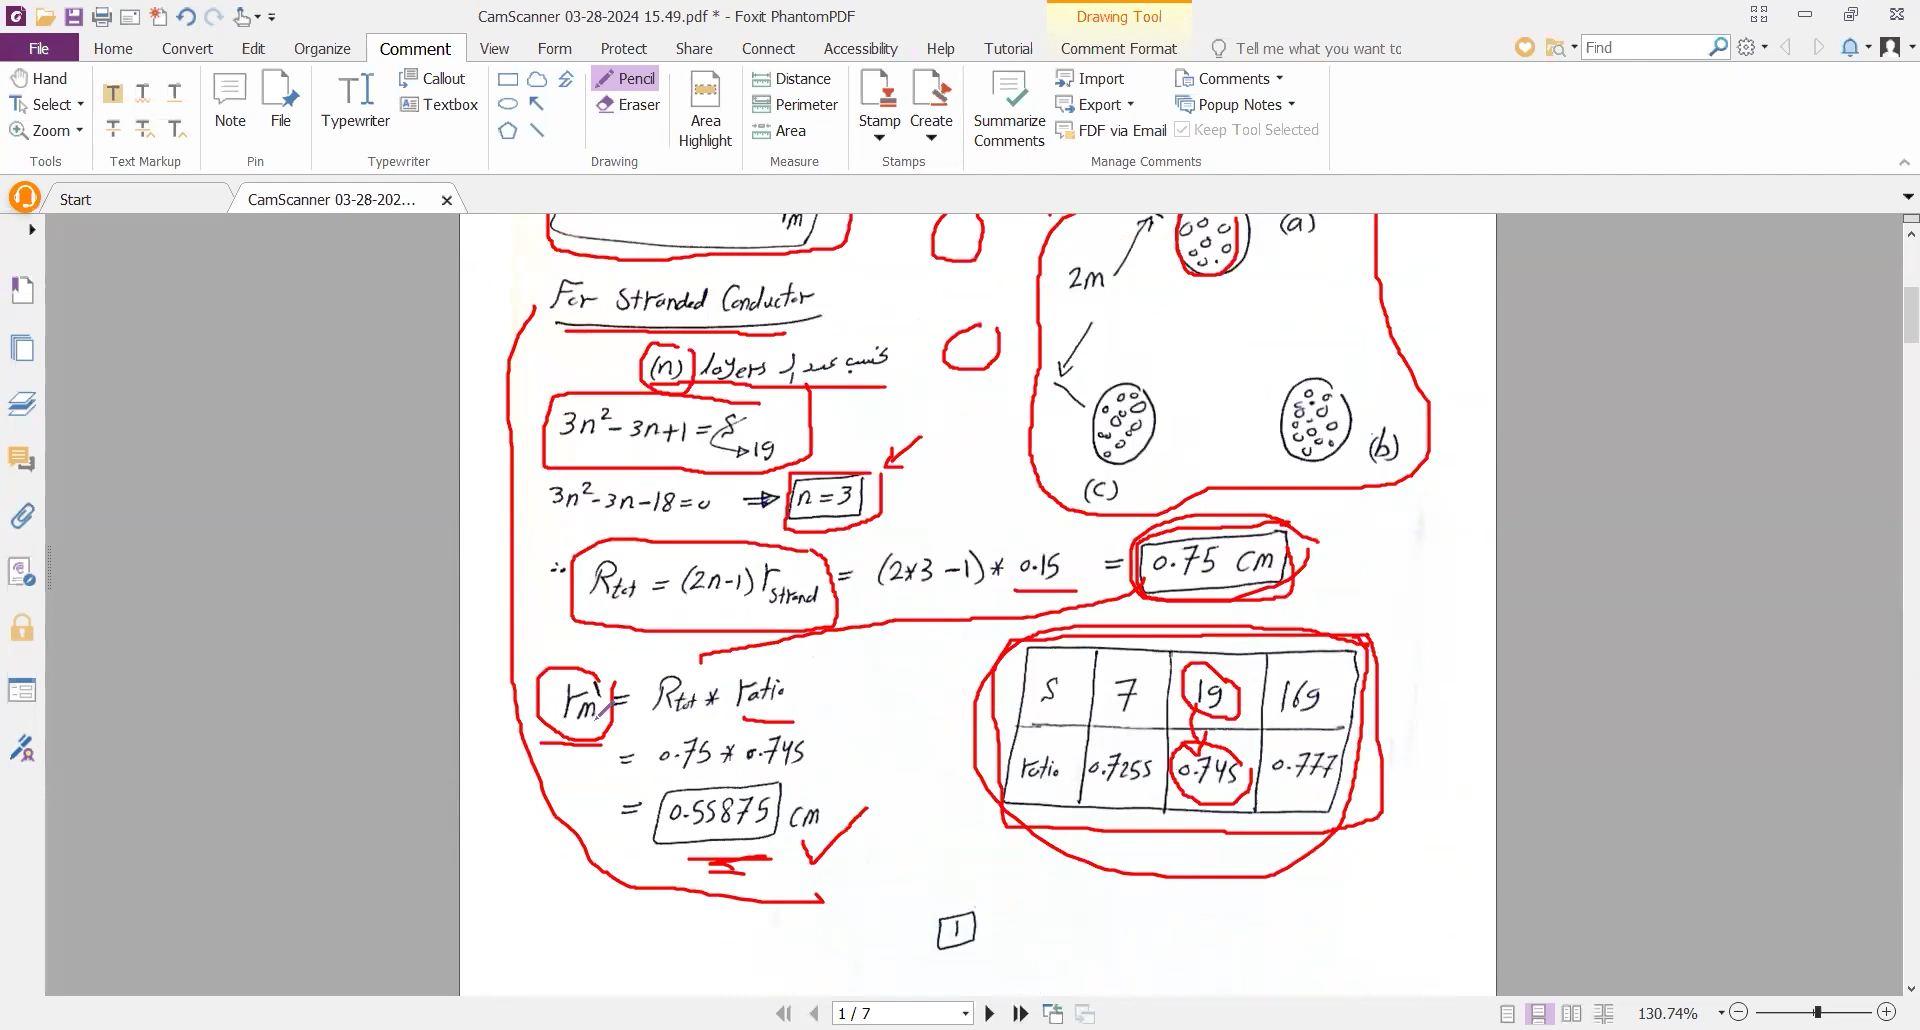 CamScanner 03-28-2024 15.49.pdf * - Foxit PhantomPDF
Drawing Tool
File Home Convert Edit Organize Comment View Form Protect Share Connect Accessibility Help Tutorial Comment Format Tell me what you want to Find
Hand
Select
Zoom
Tools
Text Markup
Note File
Pin
Typewriter Callout
Textbox
Typewriter
Pencil
Eraser
Drawing
Area
Highlight
Distance
Perimeter
Area
Measure
Stamp Create
Stamps
Summarize
Comments
Import
Export
FDF via Email
Comments
Popup Notes
Keep Tool Selected
Manage Comments
Start CamScanner 03-28-202...
m
(a)
2m
For Stranded Conductor
(n) layers نحسب عدد ال
3n² - 3n + 1 = S
19
3n² - 3n - 18 = 0 ⇒ n = 3
(b)
(c)
∴ Rtot = (2n-1) rstrand = (2*3 - 1) * 0.15 = 0.75 cm
r'm = Rtot * ratio
= 0.75 * 0.745
= 0.55875 cm
S 7 19 169
ratio 0.7255 0.745 0.777
1
1 / 7
130.74%